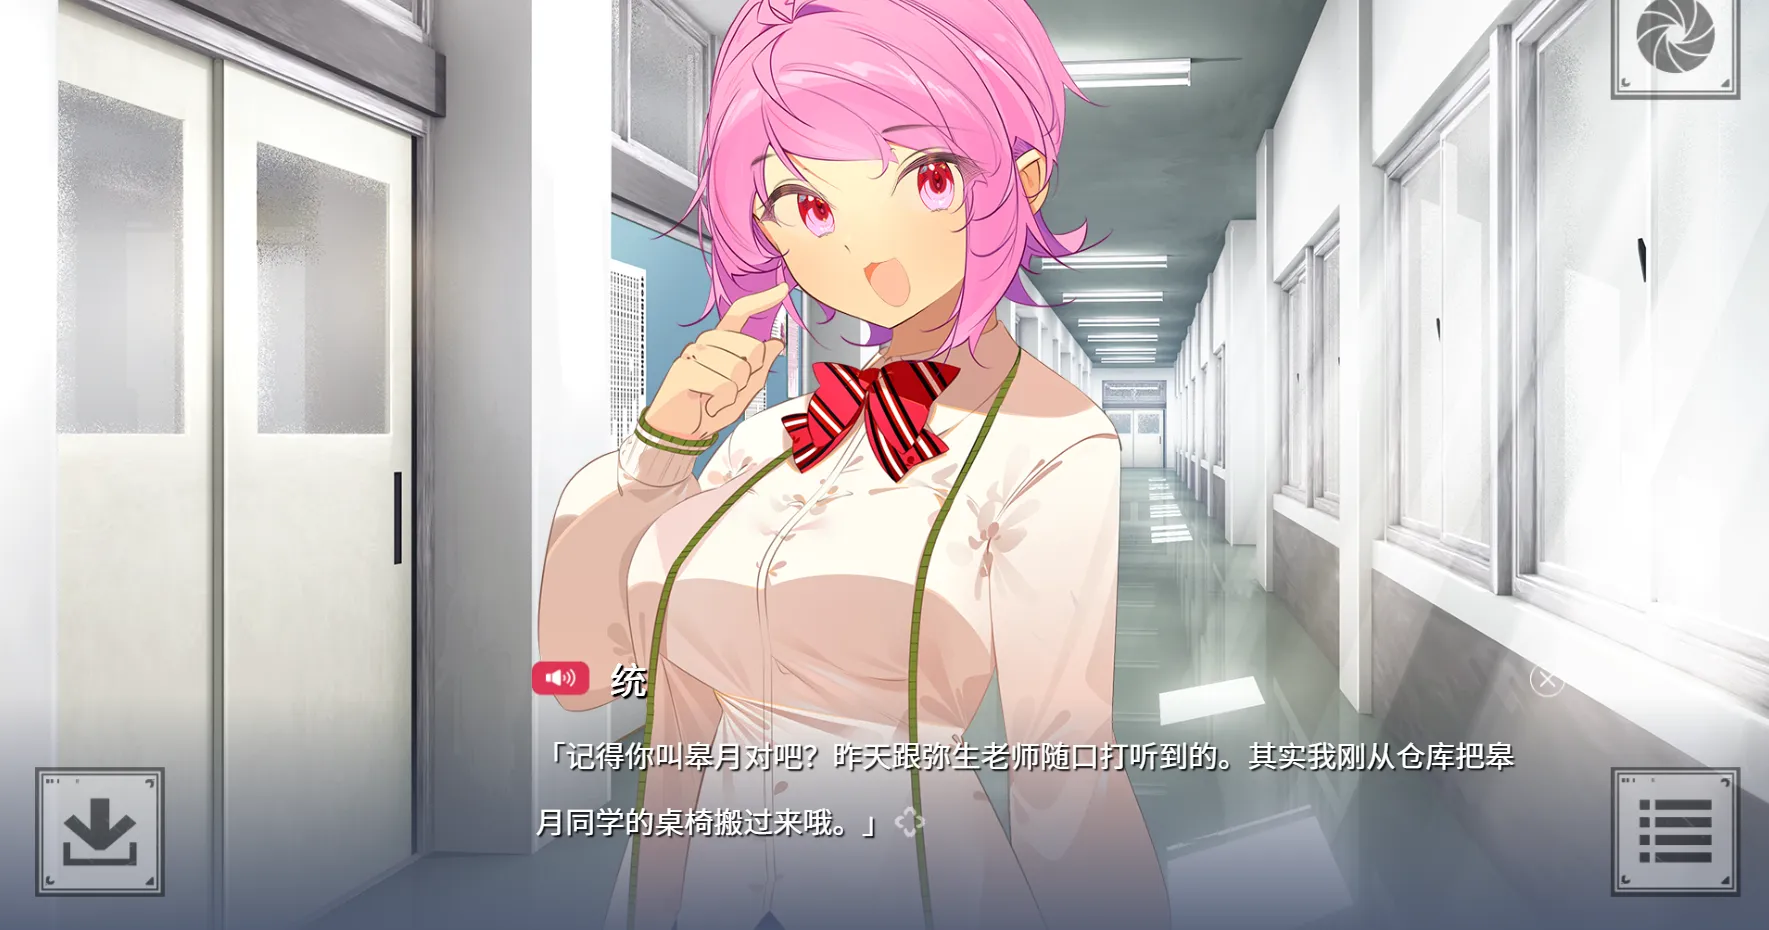 统
「记得你叫皋月对吧？昨天跟弥生老师随口打听到的。其实我刚从仓库把皋
月同学的桌椅搬过来哦。」